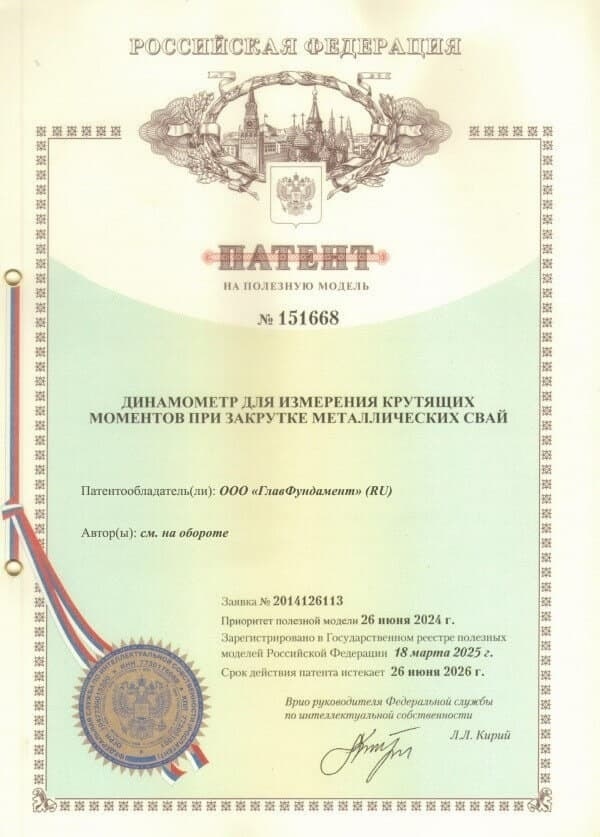 РОССИЙСКАЯ ФЕДЕРАЦИЯ
ПАТЕНТ
НА ПОЛЕЗНУЮ МОДЕЛЬ
№ 151668
ДИНАМОМЕТР ДЛЯ ИЗМЕРЕНИЯ КРУТЯЩИХ
МОМЕНТОВ ПРИ ЗАКРУТКЕ МЕТАЛЛИЧЕСКИХ СВАЙ
Патентообладатель(ли): ООО «ГлавФундамент» (RU)
Автор(ы): см. на обороте
Заявка № 2014126113
Приоритет полезной модели 26 июня 2024 г.
Зарегистрировано в Государственном реестре полезных
моделей Российской Федерации 18 марта 2025 г.
Срок действия патента истекает 26 июня 2026 г.
Врио руководителя Федеральной службы
по интеллектуальной собственности
Л.Л. Кирий